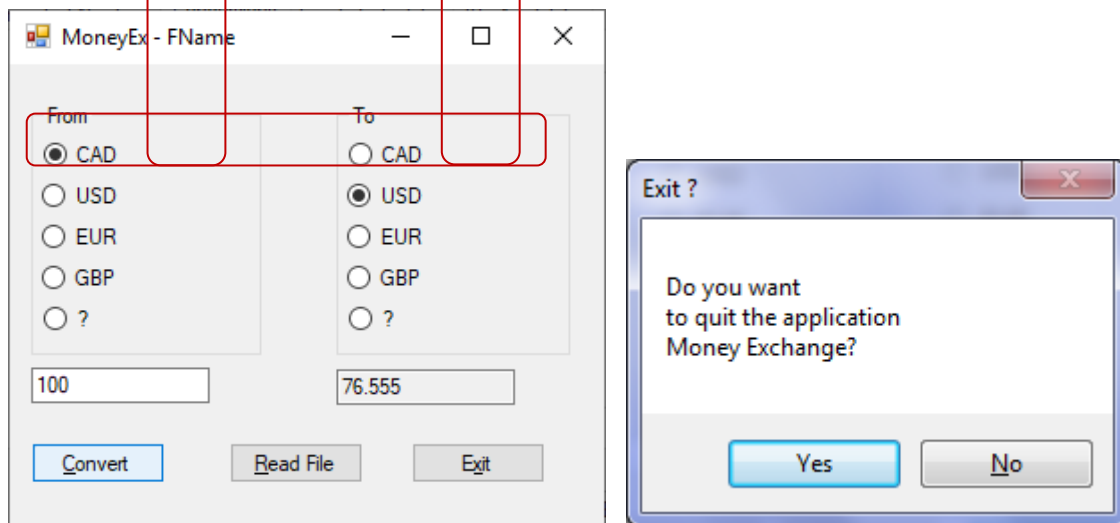 MoneyEx - FName
From
To
CAD
CAD
USD
USD
EUR
EUR
GBP
GBP
?
?
100
76.555
Convert
Read File
Exit
Exit ?
Do you want
to quit the application
Money Exchange?
Yes
No